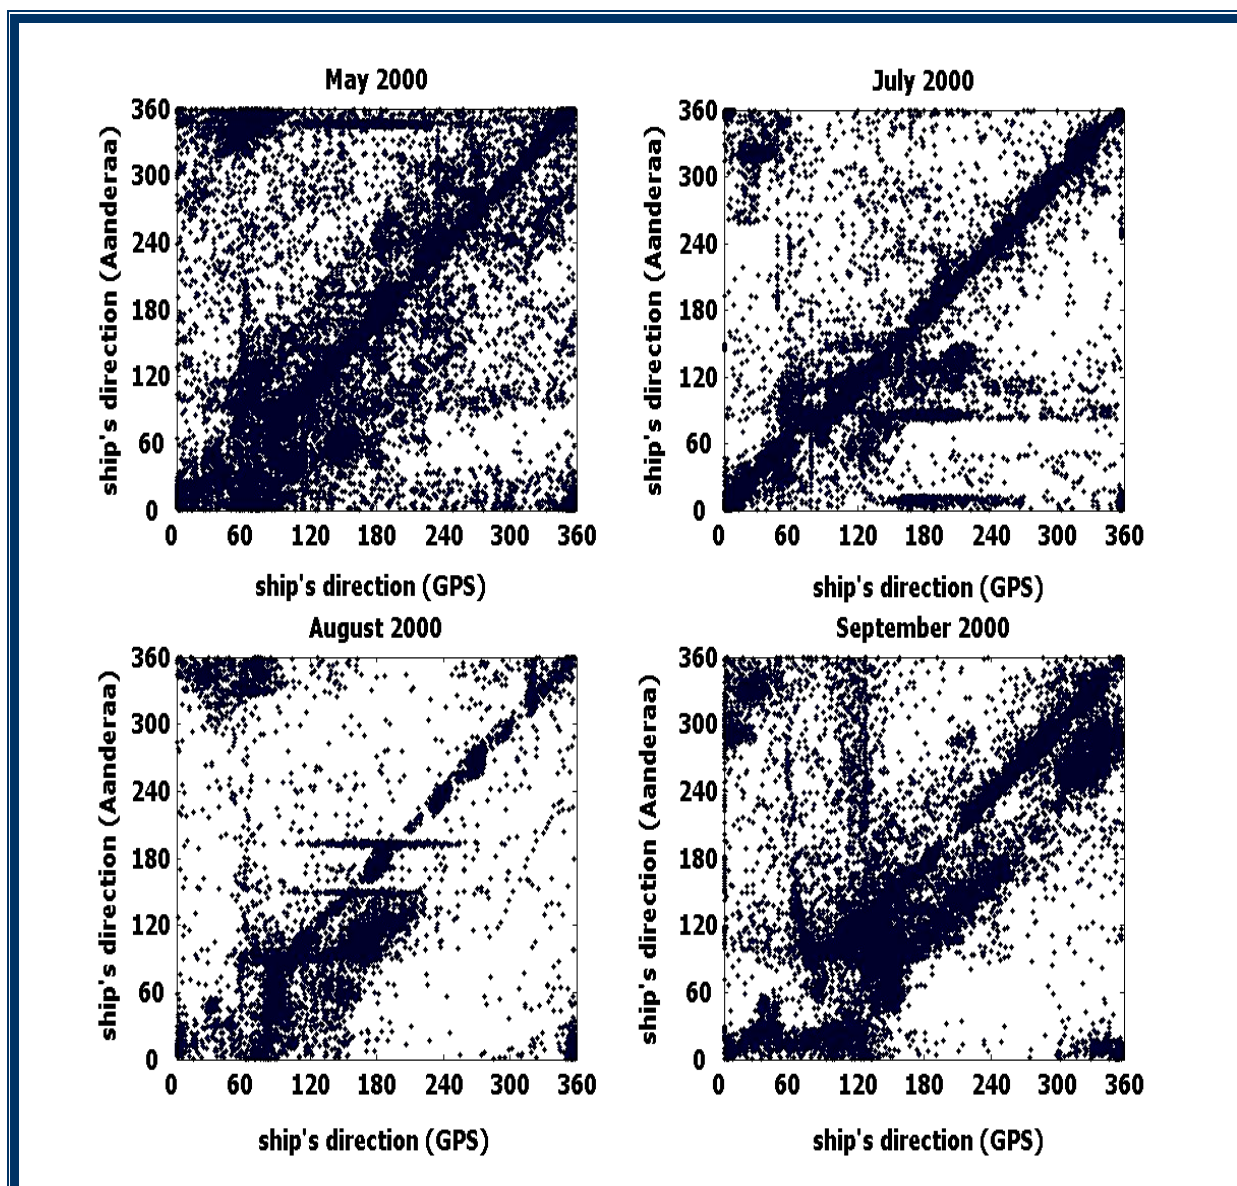 May 2000
July 2000
360
300
240
180
120
60
0
ship's direction (Aanderaa)
0 60 120 180 240 300 360
ship's direction (GPS)
360
300
240
180
120
60
0
ship's direction (Aanderaa)
0 60 120 180 240 300 360
ship's direction (GPS)
August 2000
September 2000
360
300
240
180
120
60
0
ship's direction (Aanderaa)
0 60 120 180 240 300 360
ship's direction (GPS)
360
300
240
180
120
60
0
ship's direction (Aanderaa)
0 60 120 180 240 300 360
ship's direction (GPS)